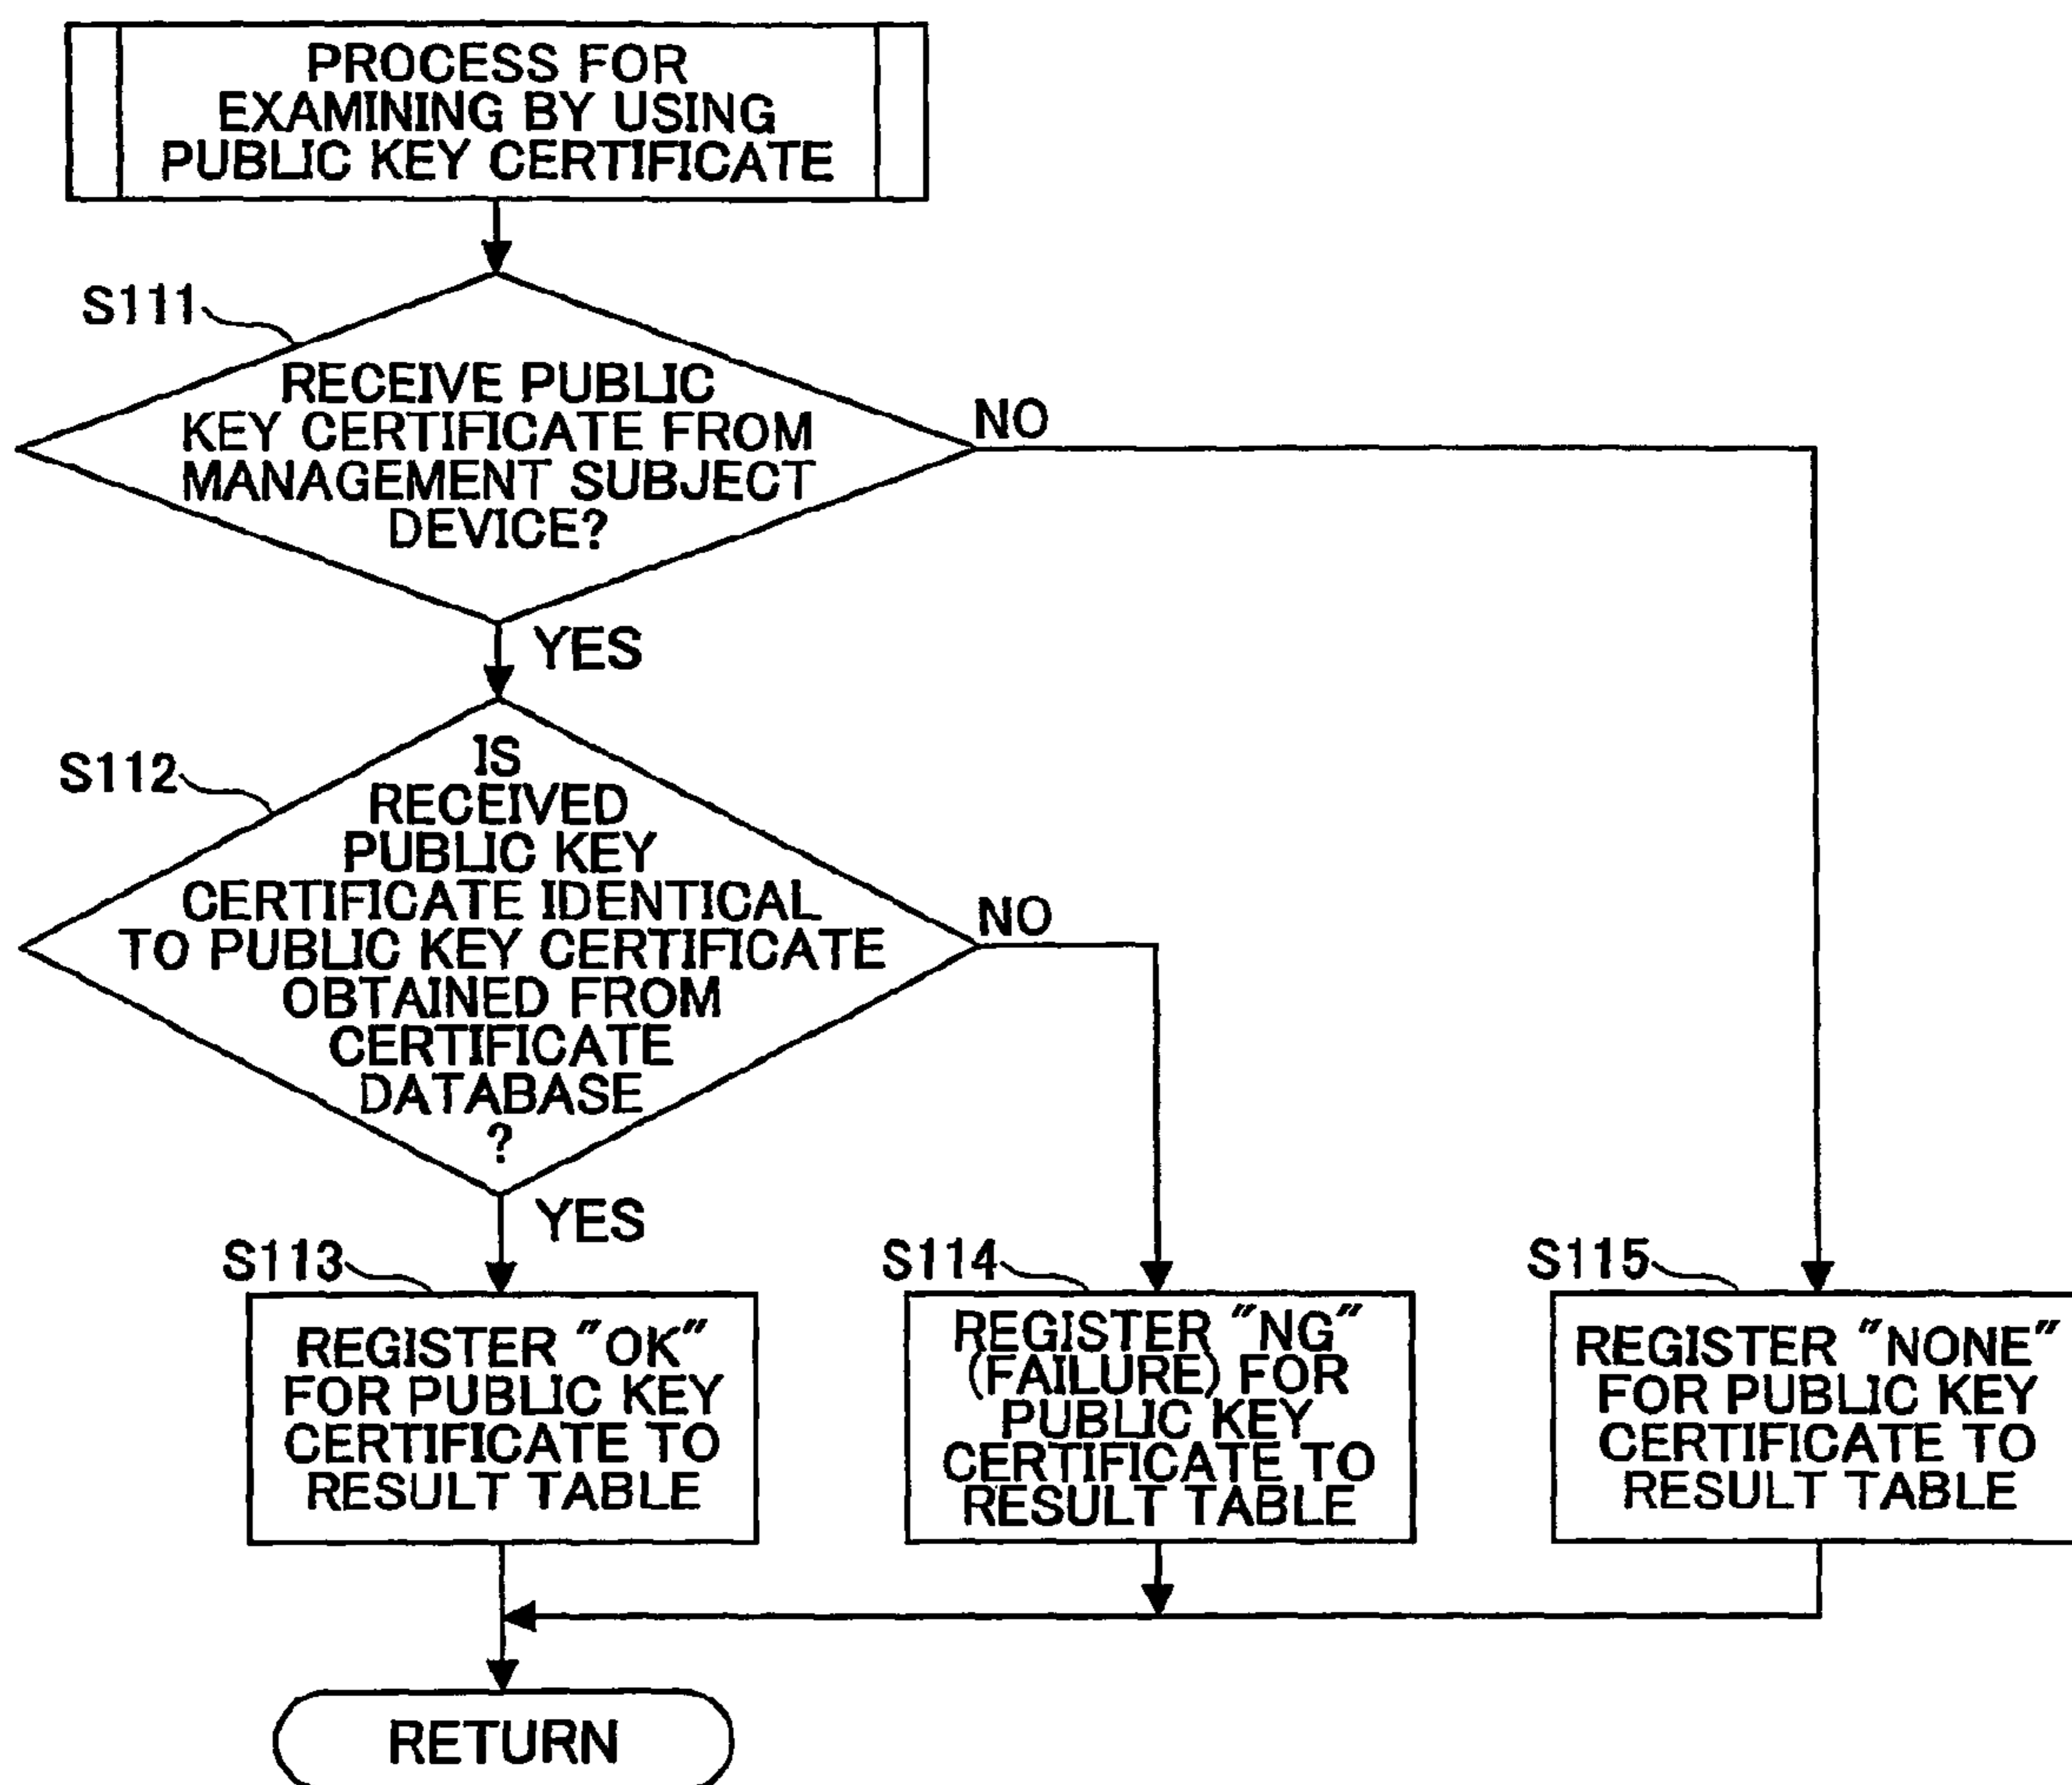 PROCESS FOR
EXAMINING BY USING
PUBLIC KEY CERTIFICATE
S111
RECEIVE PUBLIC
KEY CERTIFICATE FROM
MANAGEMENT SUBJECT
DEVICE?
NO
YES
S112
IS
RECEIVED
PUBLIC KEY
CERTIFICATE IDENTICAL
TO PUBLIC KEY CERTIFICATE
OBTAINED FROM
CERTIFICATE
DATABASE
?
NO
YES
S113
REGISTER "OK"
FOR PUBLIC KEY
CERTIFICATE TO
RESULT TABLE
S114
REGISTER "NG"
(FAILURE) FOR
PUBLIC KEY
CERTIFICATE TO
RESULT TABLE
S115
REGISTER "NONE"
FOR PUBLIC KEY
CERTIFICATE TO
RESULT TABLE
RETURN